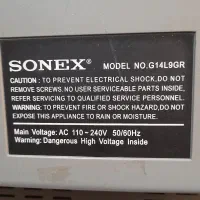 SONEX MODEL NO.G14L9GR
CAUTION : TO PREVENT ELECTRICAL SHOCK,DO NOT
REMOVE SCREWS. NO USER SERVICEABLE PARTS INSIDE,
REFER SERVICING TO QUALIFIED SERVICE PERSONNEL.
WARNING: TO PREVENT FIRE OR SHOCK HAZARD, DO NOT
EXPOSE THIS APPLIANCE TO RAIN OR MOISTURE.
Main Voltage: AC 110~240V 50/60Hz
Warning: Dangerous High Voltage Inside